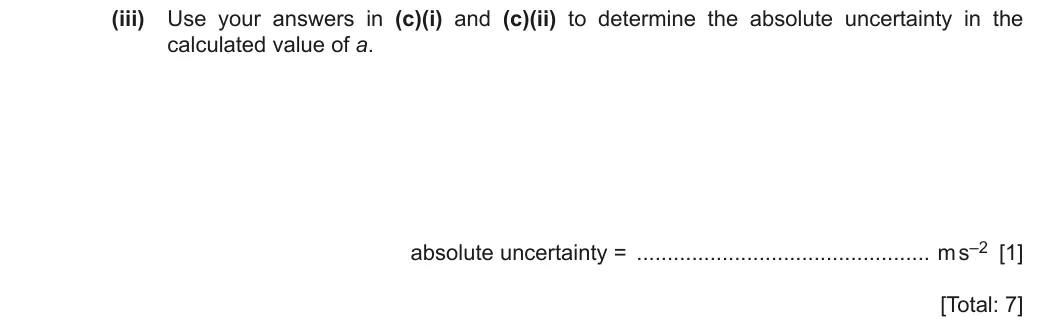 (iii) Use your answers in (c)(i) and (c)(ii) to determine the absolute uncertainty in the
calculated value of a.
absolute uncertainty = ................................................ m s⁻² [1]
[Total: 7]